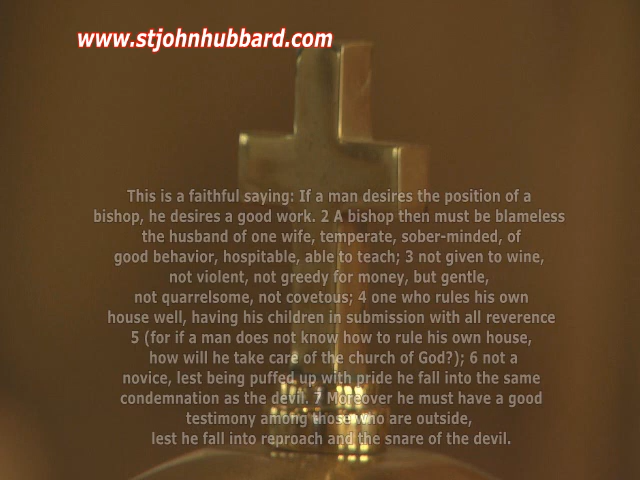 www.stjohnhubbard.com
This is a faithful saying: If a man desires the position of a
bishop, he desires a good work. 2 A bishop then must be blameless
the husband of one wife, temperate, sober-minded, of
good behavior, hospitable, able to teach; 3 not given to wine,
not violent, not greedy for money, but gentle,
not quarrelsome, not covetous; 4 one who rules his own
house well, having his children in submission with all reverence
5 (for if a man does not know how to rule his own house,
how will he take care of the church of God?); 6 not a
novice, lest being puffed up with pride he fall into the same
condemnation as the devil. 7 Moreover he must have a good
testimony among those who are outside,
lest he fall into reproach and the snare of the devil.